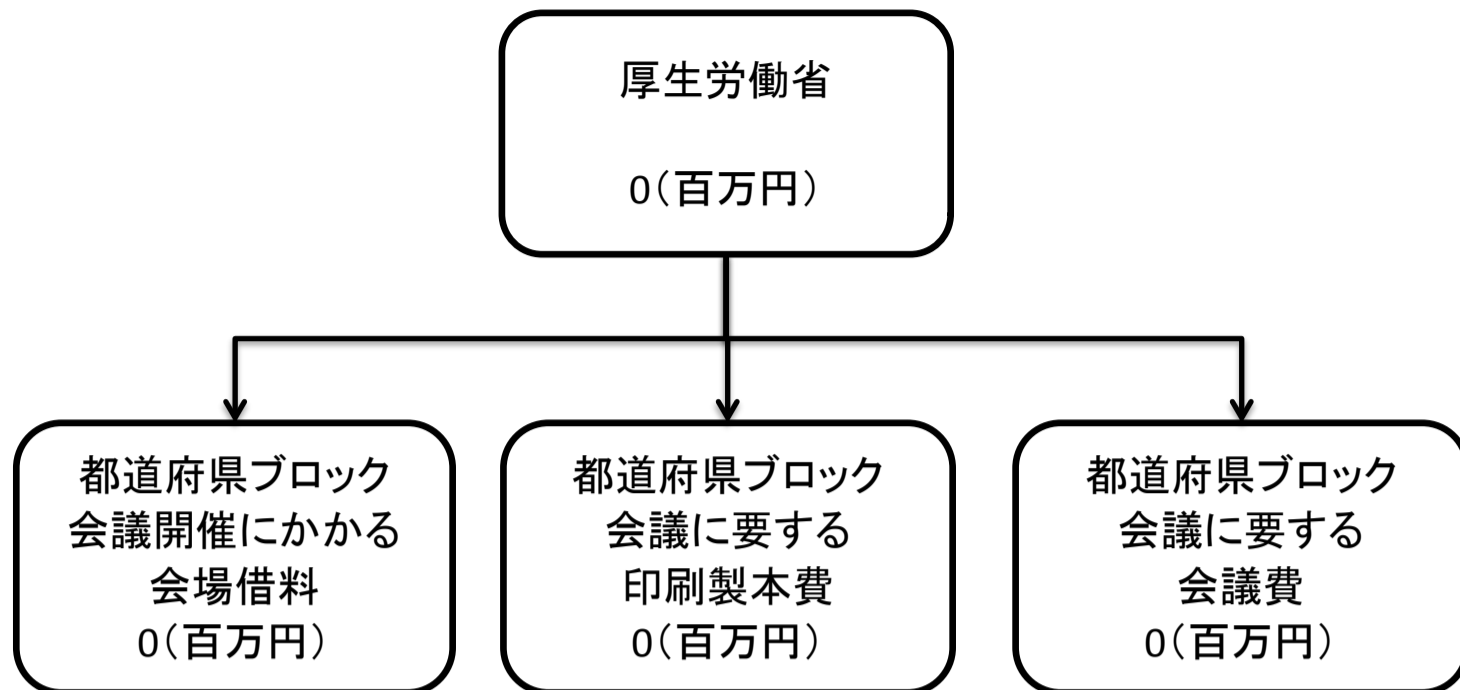 厚生労働省
0(百万円)
都道府県ブロック
会議開催にかかる
会場借料
0(百万円)
都道府県ブロック
会議に要する
印刷製本費
0(百万円)
都道府県ブロック
会議に要する
会議費
0(百万円)